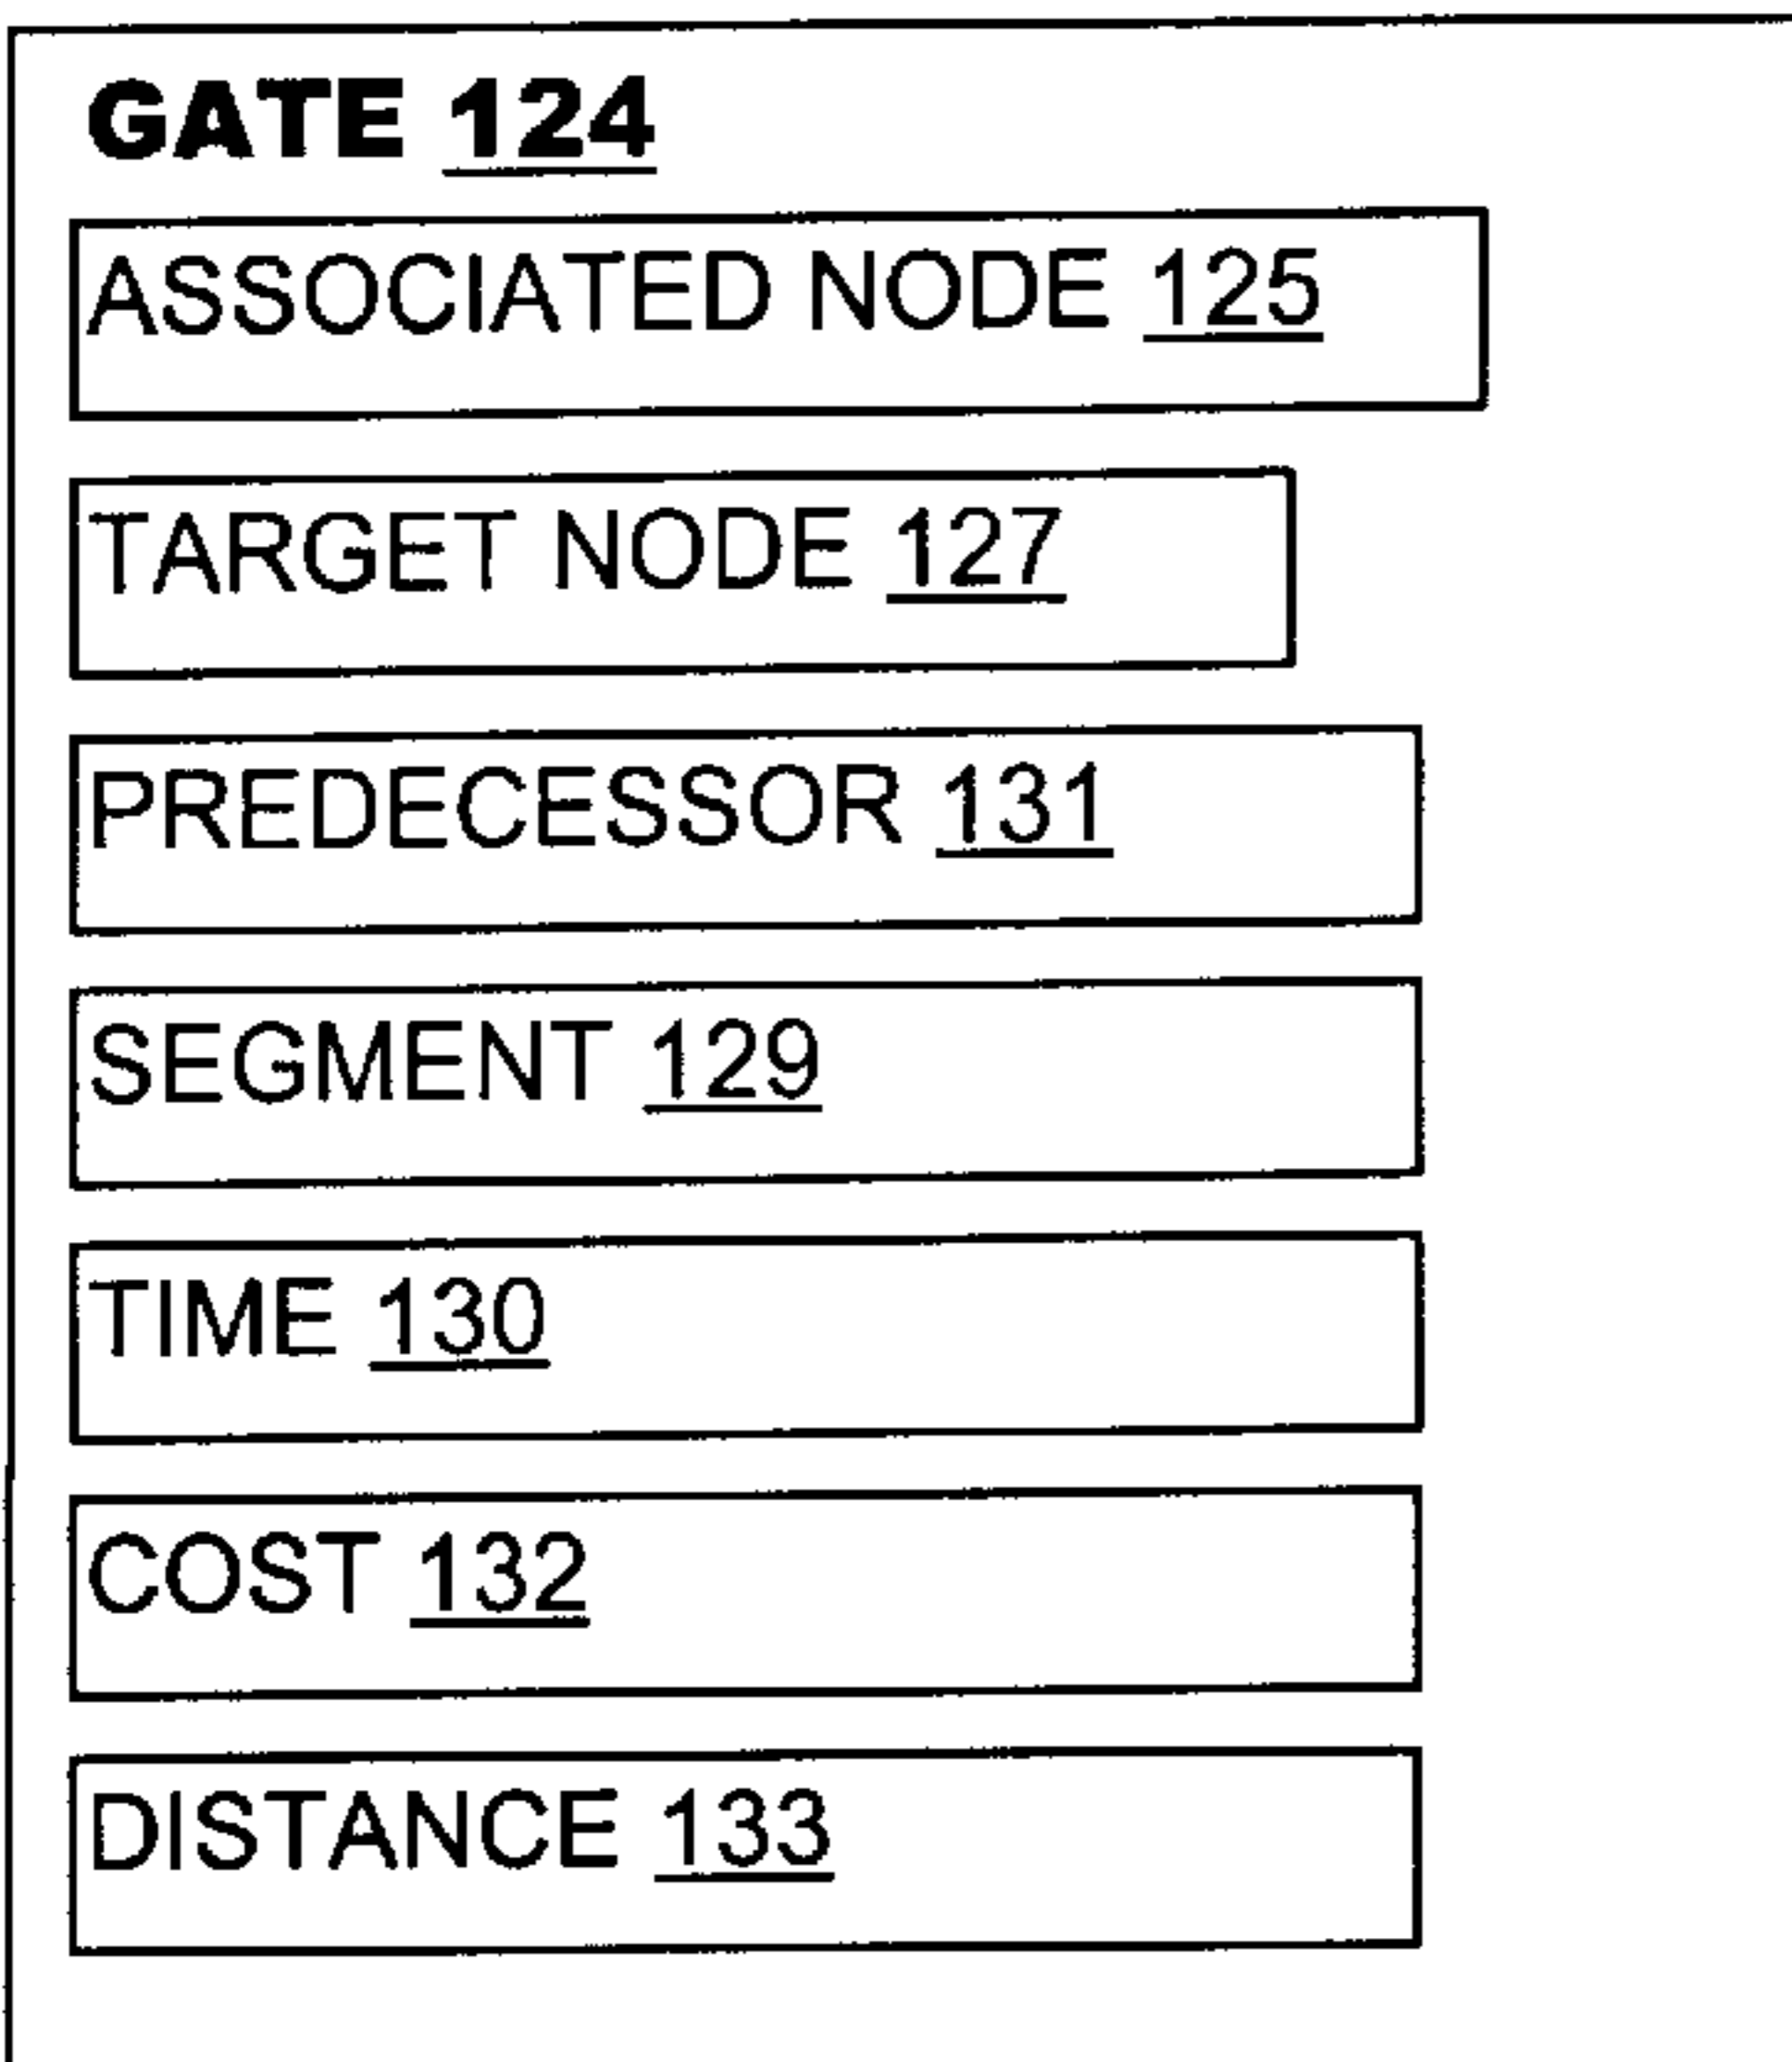 GATE 124
ASSOCIATED NODE 125
TARGET NODE 127
PREDECESSOR 131
SEGMENT 129
TIME 130
COST 132
DISTANCE 133